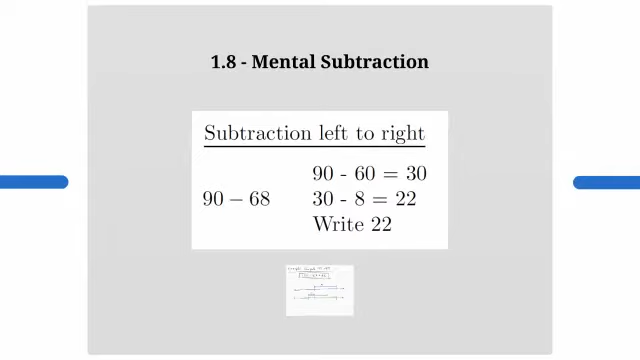 1.8 - Mental Subtraction
Subtraction left to right
90 - 60 = 30
90 − 68 30 - 8 = 22
Write 22